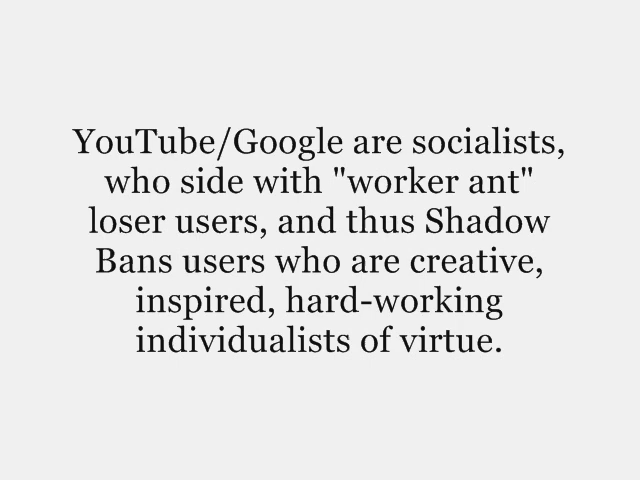 YouTube/Google are socialists,
who side with "worker ant"
loser users, and thus Shadow
Bans users who are creative,
inspired, hard-working
individualists of virtue.